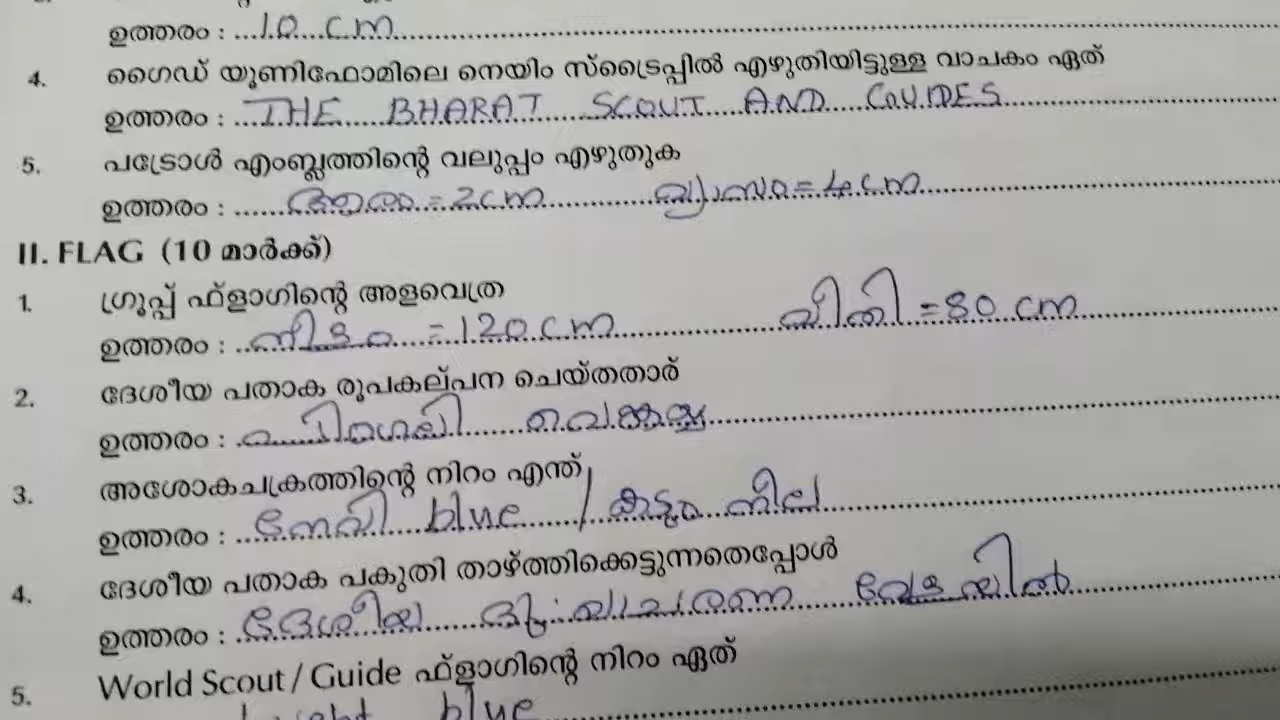 ഉത്തരം : 10 cm
4. ഗൈഡ് യൂണിഫോമിലെ നെയിം സ്ട്രൈപ്പിൽ എഴുതിയിട്ടുള്ള വാചകം ഏത്
ഉത്തരം : THE BHARAT SCOUT AND GUIDES
5. പട്രോൾ എംബ്ലത്തിന്റെ വലുപ്പം എഴുതുക
ഉത്തരം : ആരം = 2cm വ്യാസം = 4cm
II. FLAG (10 മാർക്ക്)
1. ഗ്രൂപ്പ് ഫ്ളാഗിന്റെ അളവെത്ര
ഉത്തരം : നീളം = 120 cm വീതി = 80 cm
2. ദേശീയ പതാക രൂപകല്പന ചെയ്തതാര്
ഉത്തരം : പിംഗലി വെങ്കയ്യ
3. അശോകചക്രത്തിന്റെ നിറം എന്ത്
ഉത്തരം : നേവി blue / കടും നീല
4. ദേശീയ പതാക പകുതി താഴ്ത്തിക്കെട്ടുന്നതെപ്പോൾ
ഉത്തരം : ദേശീയ ദുഃഖാചരണ വേളയിൽ
5. World Scout / Guide ഫ്ളാഗിന്റെ നിറം ഏത്
blue